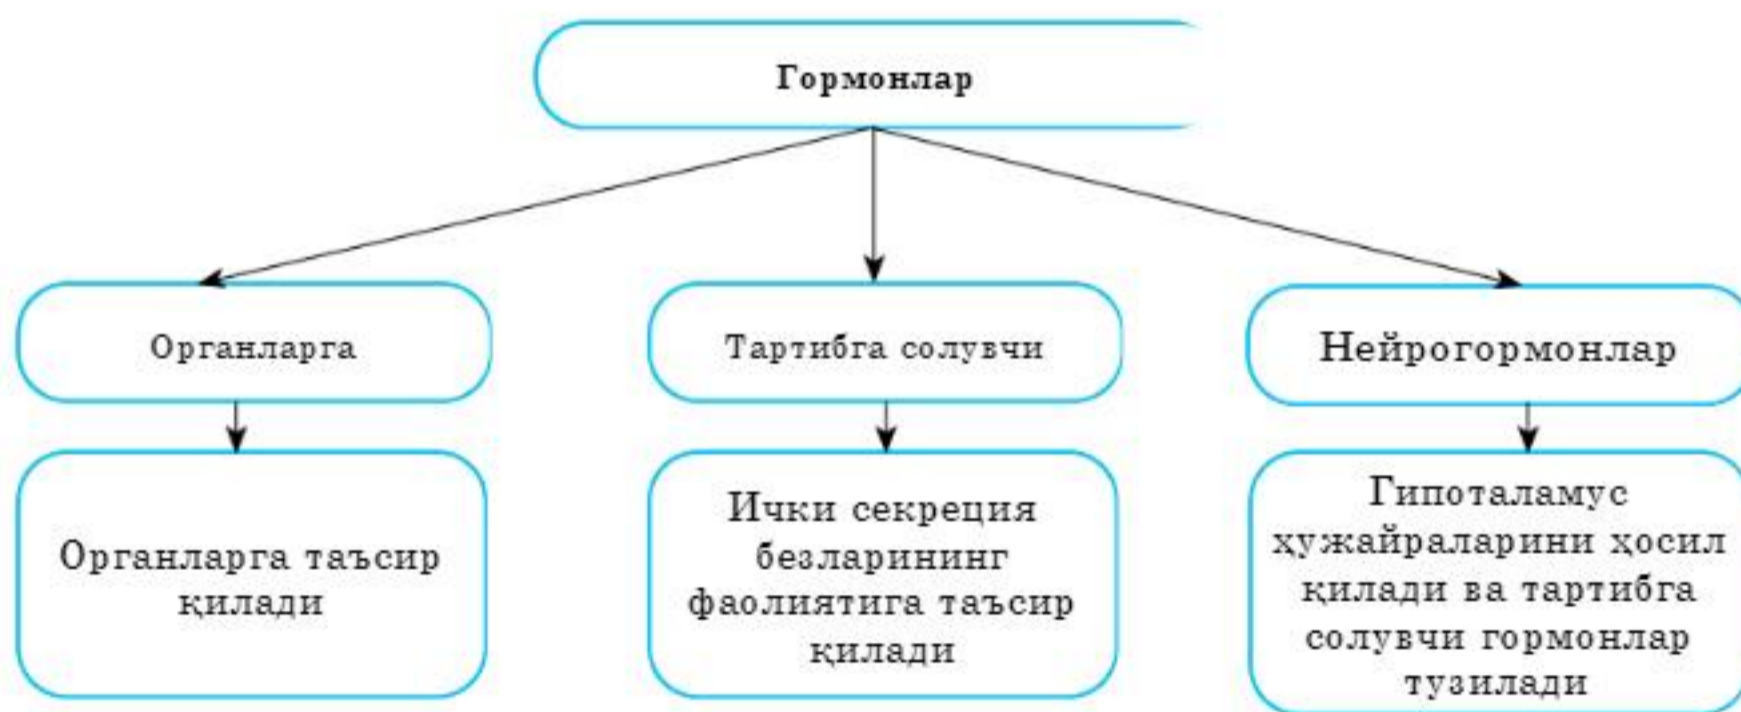 Гормонлар
Органларга
Тартибга солувчи
Нейрогормонлар
Органларга таъсир
қилади
Ички секреция
безларининг
фаолиятига таъсир
қилади
Гипоталамус
ҳужайраларини ҳосил
қилади ва тартибга
солувчи гормонлар
тузилади